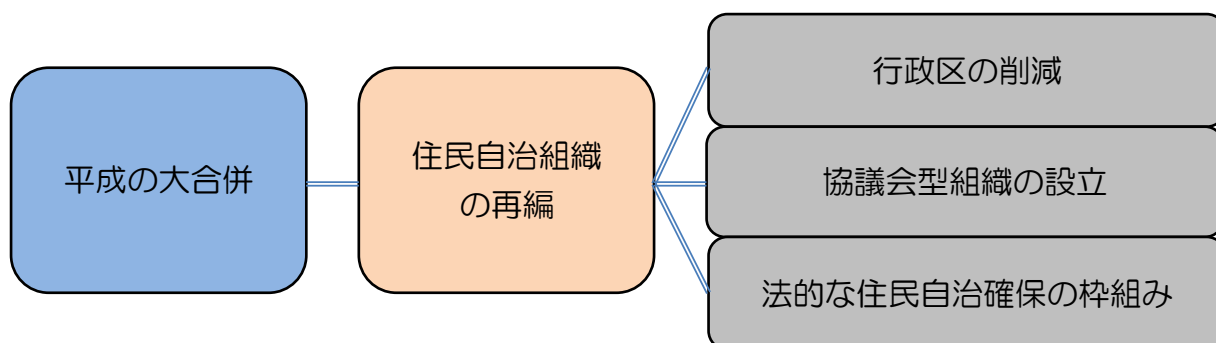 平成の大合併
住民自治組織
の再編
行政区の削減
協議会型組織の設立
法的な住民自治確保の枠組み